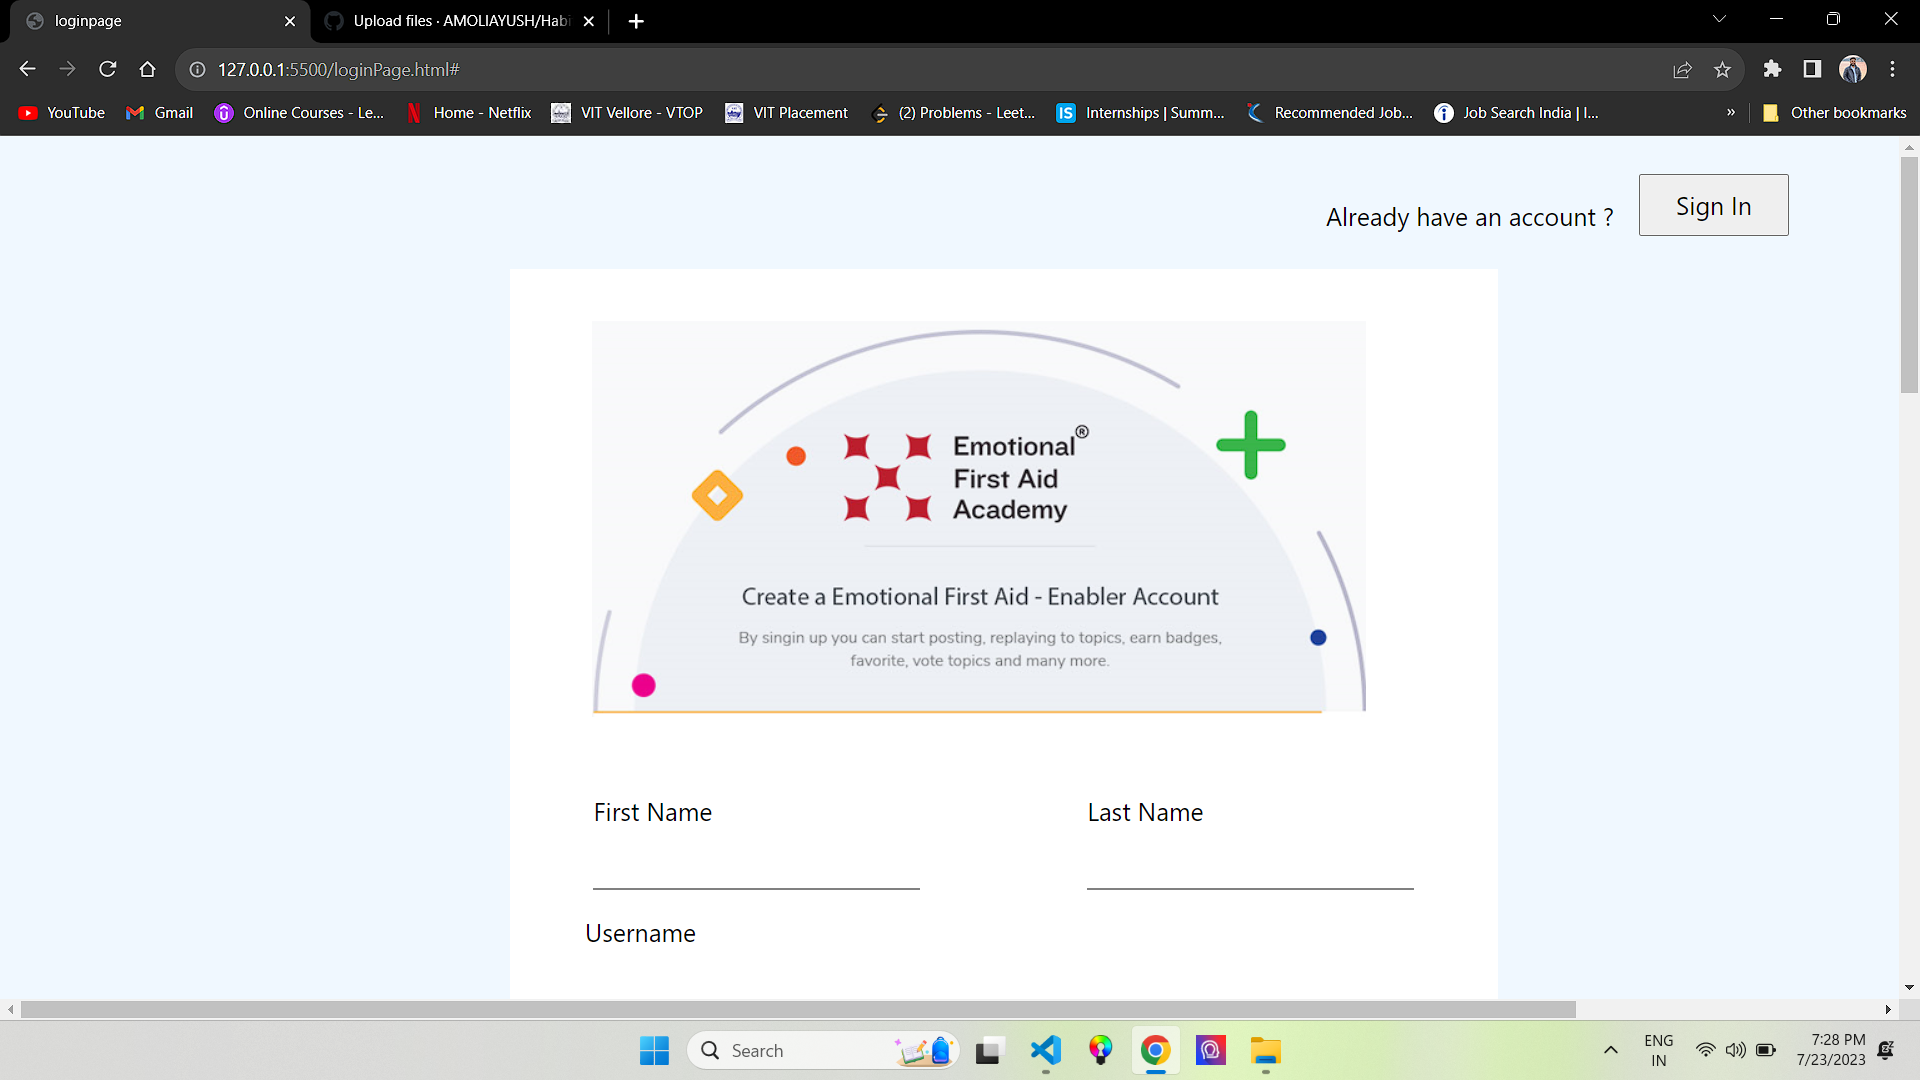 loginpage
Upload files · AMOLIAYUSH/Habi
127.0.0.1:5500/loginPage.html#
YouTube
Gmail
Online Courses - Le...
Home - Netflix
VIT Vellore - VTOP
VIT Placement
(2) Problems - Leet...
IS
Internships | Summ...
Recommended Job...
Job Search India | I...
»
Other bookmarks
Already have an account ?
Sign In
Emotional®
First Aid
Academy
Create a Emotional First Aid - Enabler Account
By singin up you can start posting, replaying to topics, earn badges,
favorite, vote topics and many more.
First Name
Last Name
Username
Search
ENG
IN
7:28 PM
7/23/2023